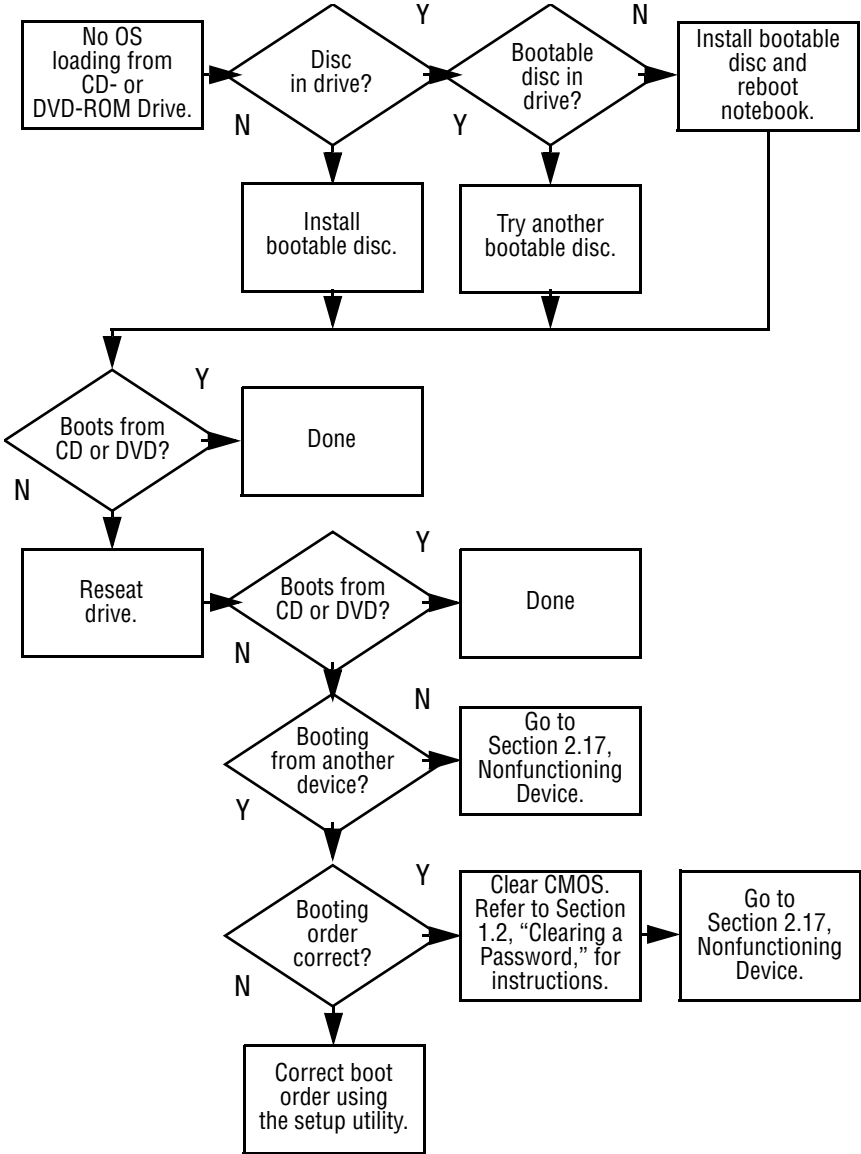 No OS
loading from
CD- or
DVD-ROM Drive.
Disc
in drive?
Y
N
Bootable
disc in
drive?
N
Y
Install bootable
disc and
reboot
notebook.
Install
bootable disc.
Try another
bootable disc.
Boots from
CD or DVD?
Y
N
Done
Reseat
drive.
Boots from
CD or DVD?
Y
N
Done
Booting
from another
device?
N
Y
Go to
Section 2.17,
Nonfunctioning
Device.
Booting
order
correct?
Y
N
Clear CMOS.
Refer to Section
1.2, “Clearing a
Password,” for
instructions.
Go to
Section 2.17,
Nonfunctioning
Device.
Correct boot
order using
the setup utility.